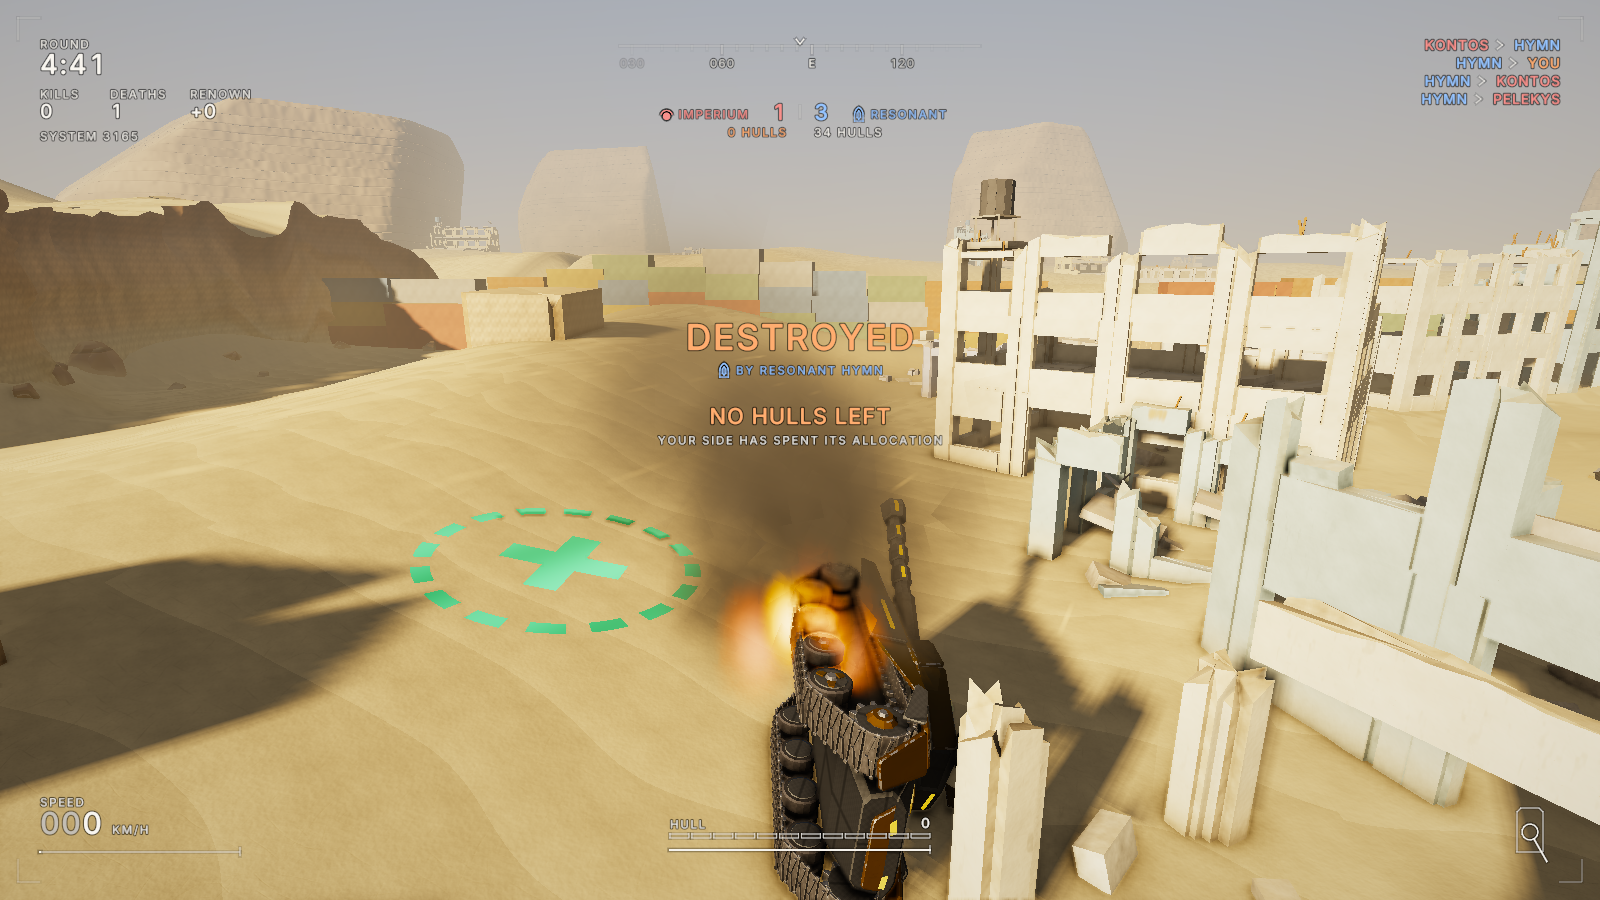 ROUND
4:41
KILLS DEATHS RENOWN
0 1 +0
SYSTEM 3165
030 060 E 120
IMPERIUM 1 3 RESONANT
0 HULLS 34 HULLS
KONTOS > HYMN
HYMN > YOU
HYMN > KONTOS
HYMN > PELEKYS
DESTROYED
BY RESONANT HYMN
NO HULLS LEFT
YOUR SIDE HAS SPENT ITS ALLOCATION
SPEED
000 KM/H
HULL 0